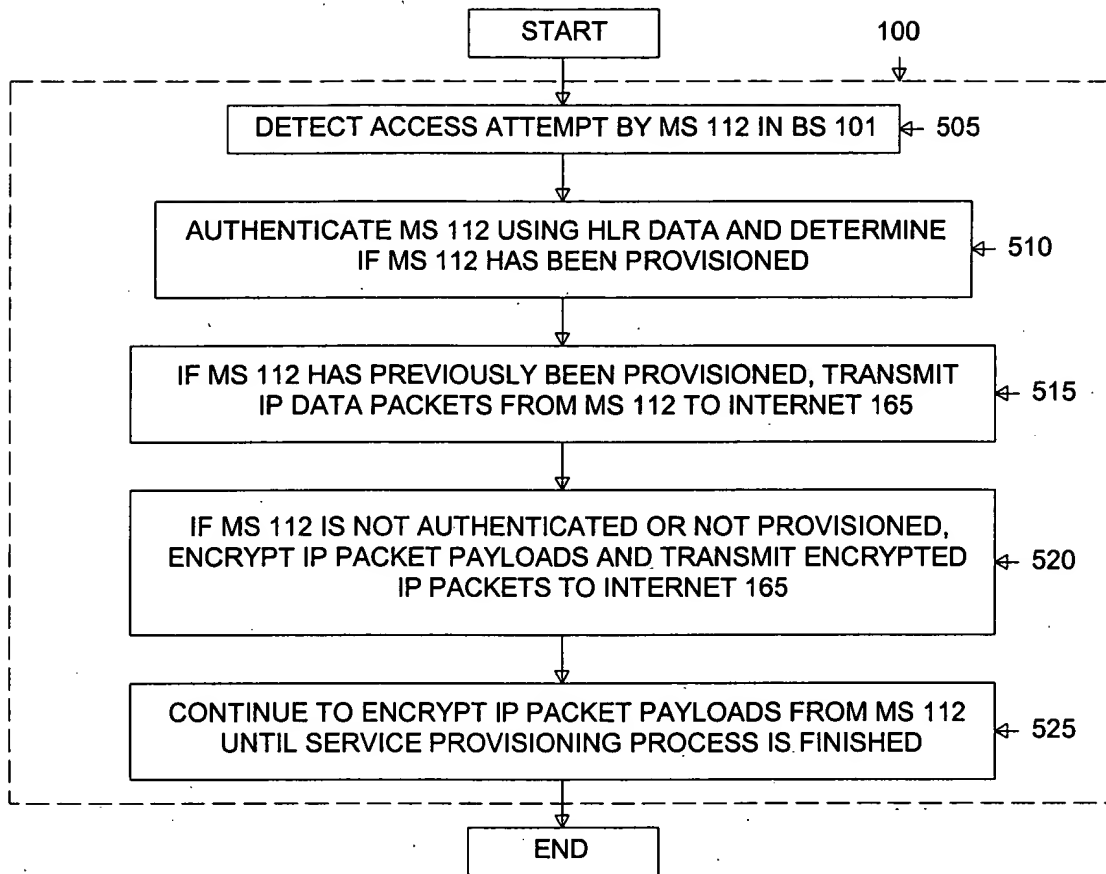 START
100
DETECT ACCESS ATTEMPT BY MS 112 IN BS 101
505
AUTHENTICATE MS 112 USING HLR DATA AND DETERMINE
IF MS 112 HAS BEEN PROVISIONED
510
IF MS 112 HAS PREVIOUSLY BEEN PROVISIONED, TRANSMIT
IP DATA PACKETS FROM MS 112 TO INTERNET 165
515
IF MS 112 IS NOT AUTHENTICATED OR NOT PROVISIONED,
ENCRYPT IP PACKET PAYLOADS AND TRANSMIT ENCRYPTED
IP PACKETS TO INTERNET 165
520
CONTINUE TO ENCRYPT IP PACKET PAYLOADS FROM MS 112
UNTIL SERVICE PROVISIONING PROCESS IS FINISHED
525
END